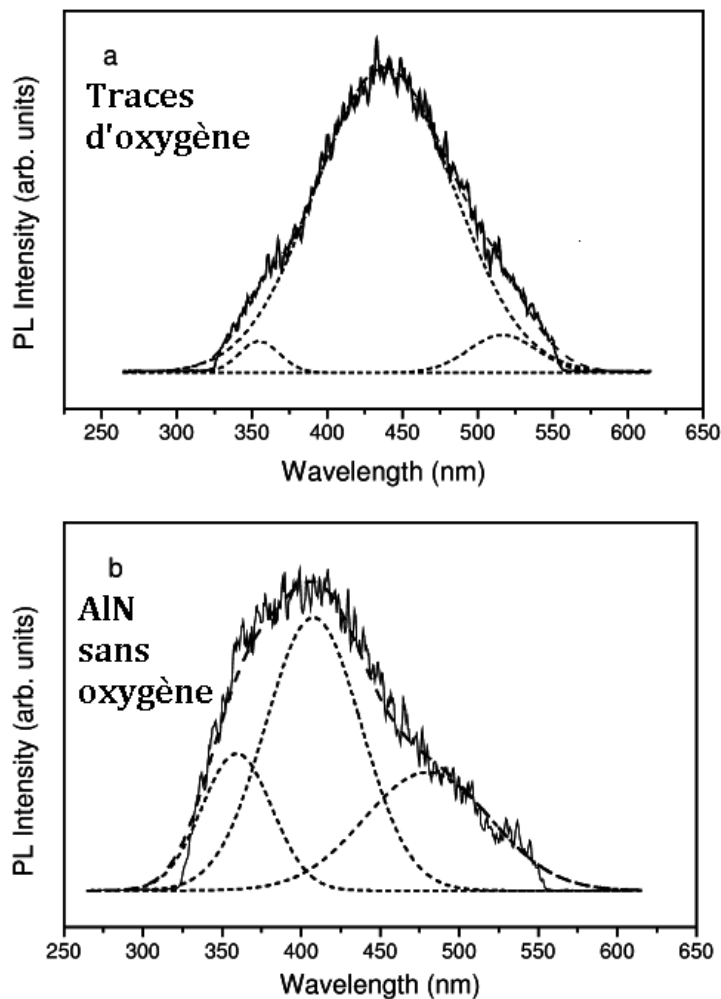 a
Traces
d'oxygène
PL Intensity (arb. units)
250 300 350 400 450 500 550 600 650
Wavelength (nm)
b
AlN
sans
oxygène
PL Intensity (arb. units)
250 300 350 400 450 500 550 600 650
Wavelength (nm)